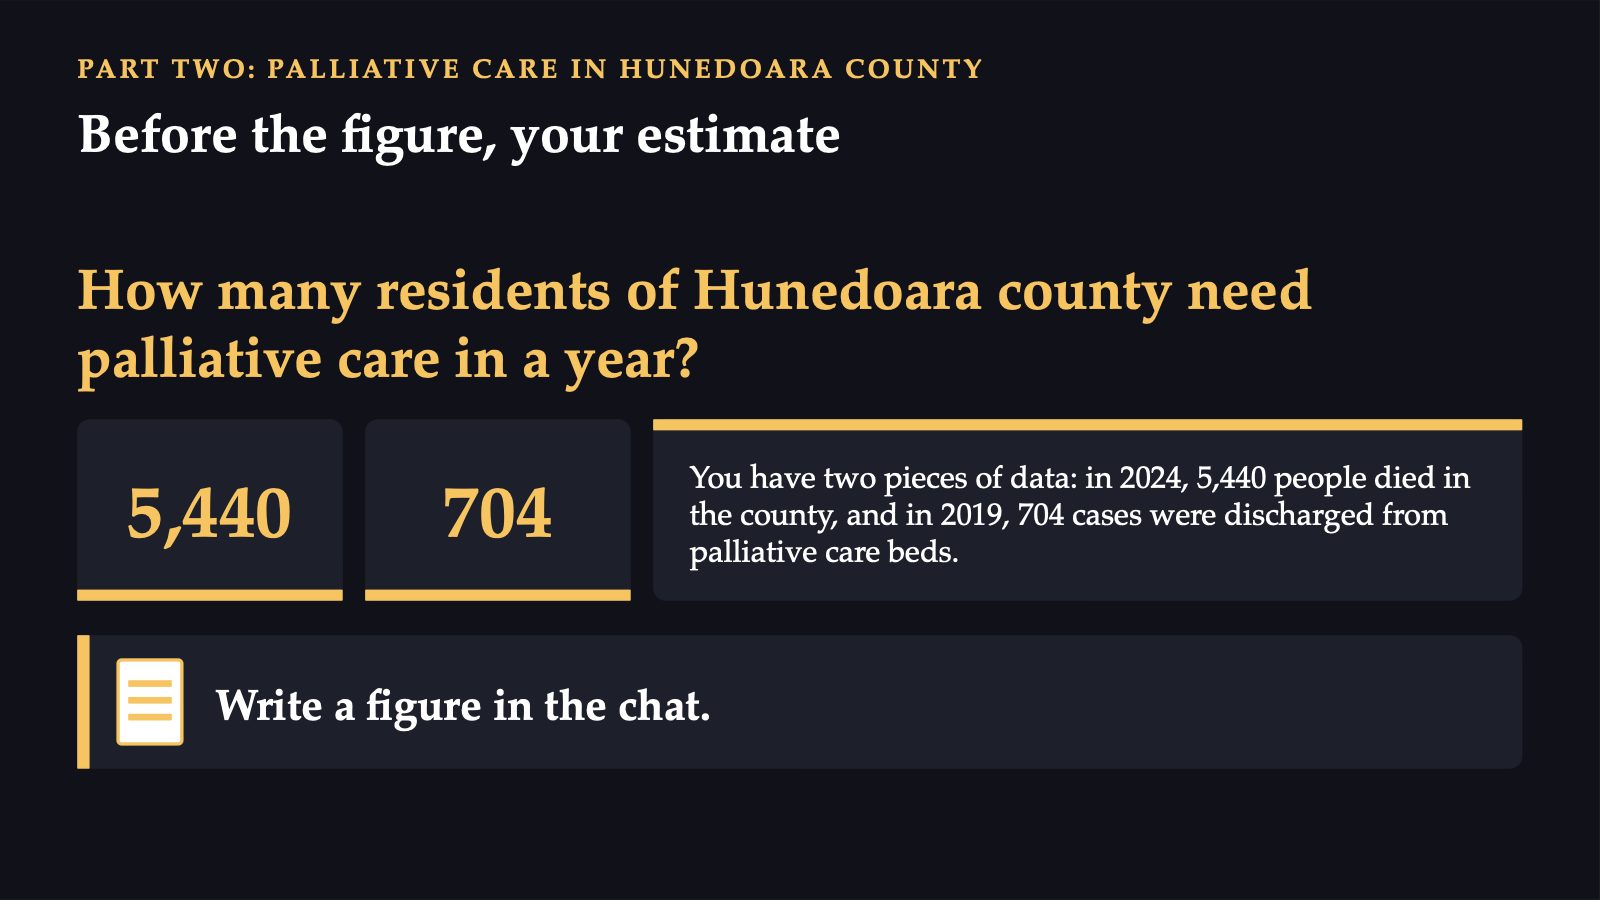 PART TWO: PALLIATIVE CARE IN HUNEDOARA COUNTY
Before the figure, your estimate
How many residents of Hunedoara county need
palliative care in a year?
5,440
704
You have two pieces of data: in 2024, 5,440 people died in
the county, and in 2019, 704 cases were discharged from
palliative care beds.
Write a figure in the chat.